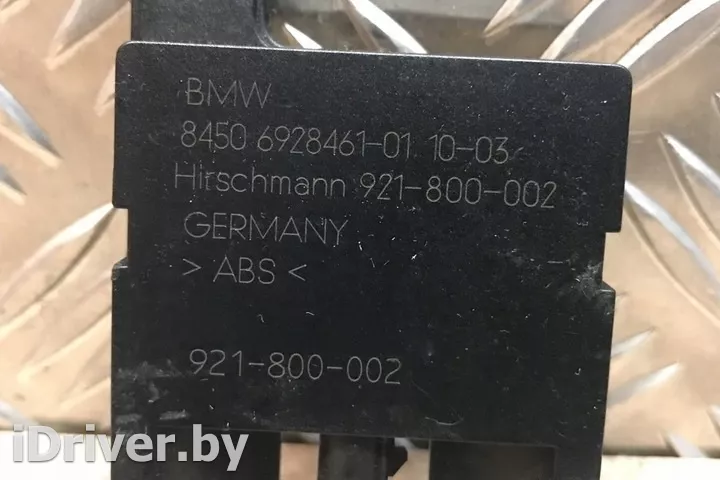 BMW
8450 6928461-01 10-03
Hirschmann 921-800-002
GERMANY
> ABS <
921-800-002
iDriver.by